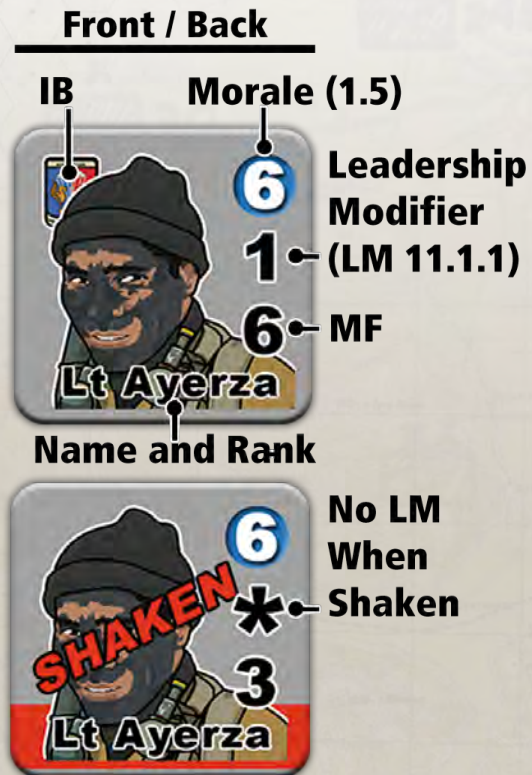 Front / Back
IB
Morale (1.5)
6
Leadership
Modifier
(LM 11.1.1)
1
6
MF
Lt Ayerza
Name and Rank
6
No LM
When
Shaken
*
SHAKEN
3
Lt Ayerza